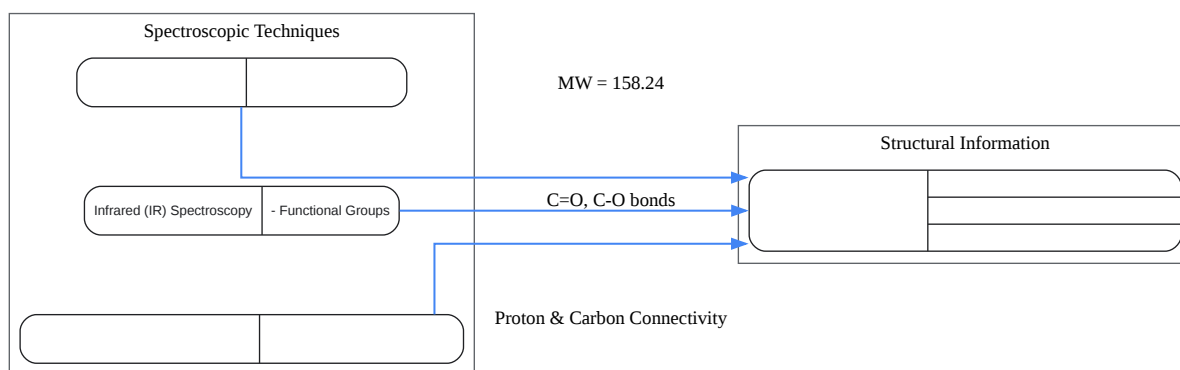 Spectroscopic Techniques
MW = 158.24
Structural Information
Infrared (IR) Spectroscopy
- Functional Groups
C=O, C-O bonds
Proton & Carbon Connectivity